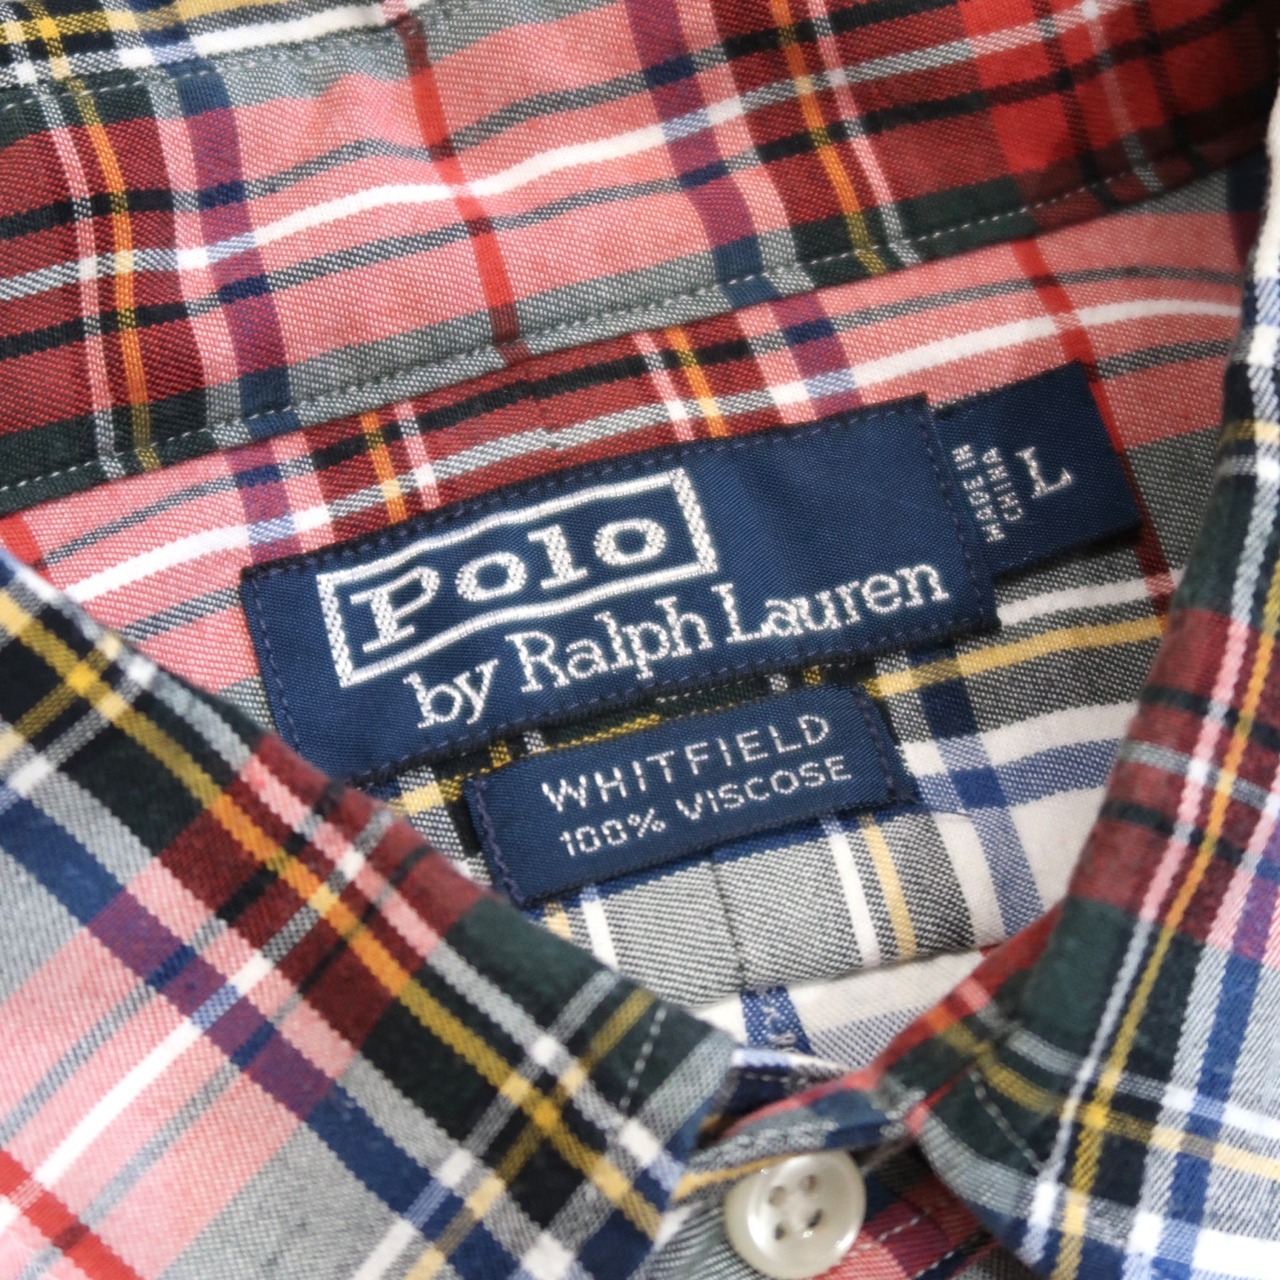 Polo
by Ralph Lauren
MADE IN
CHINA
L
WHITFIELD
100% VISCOSE